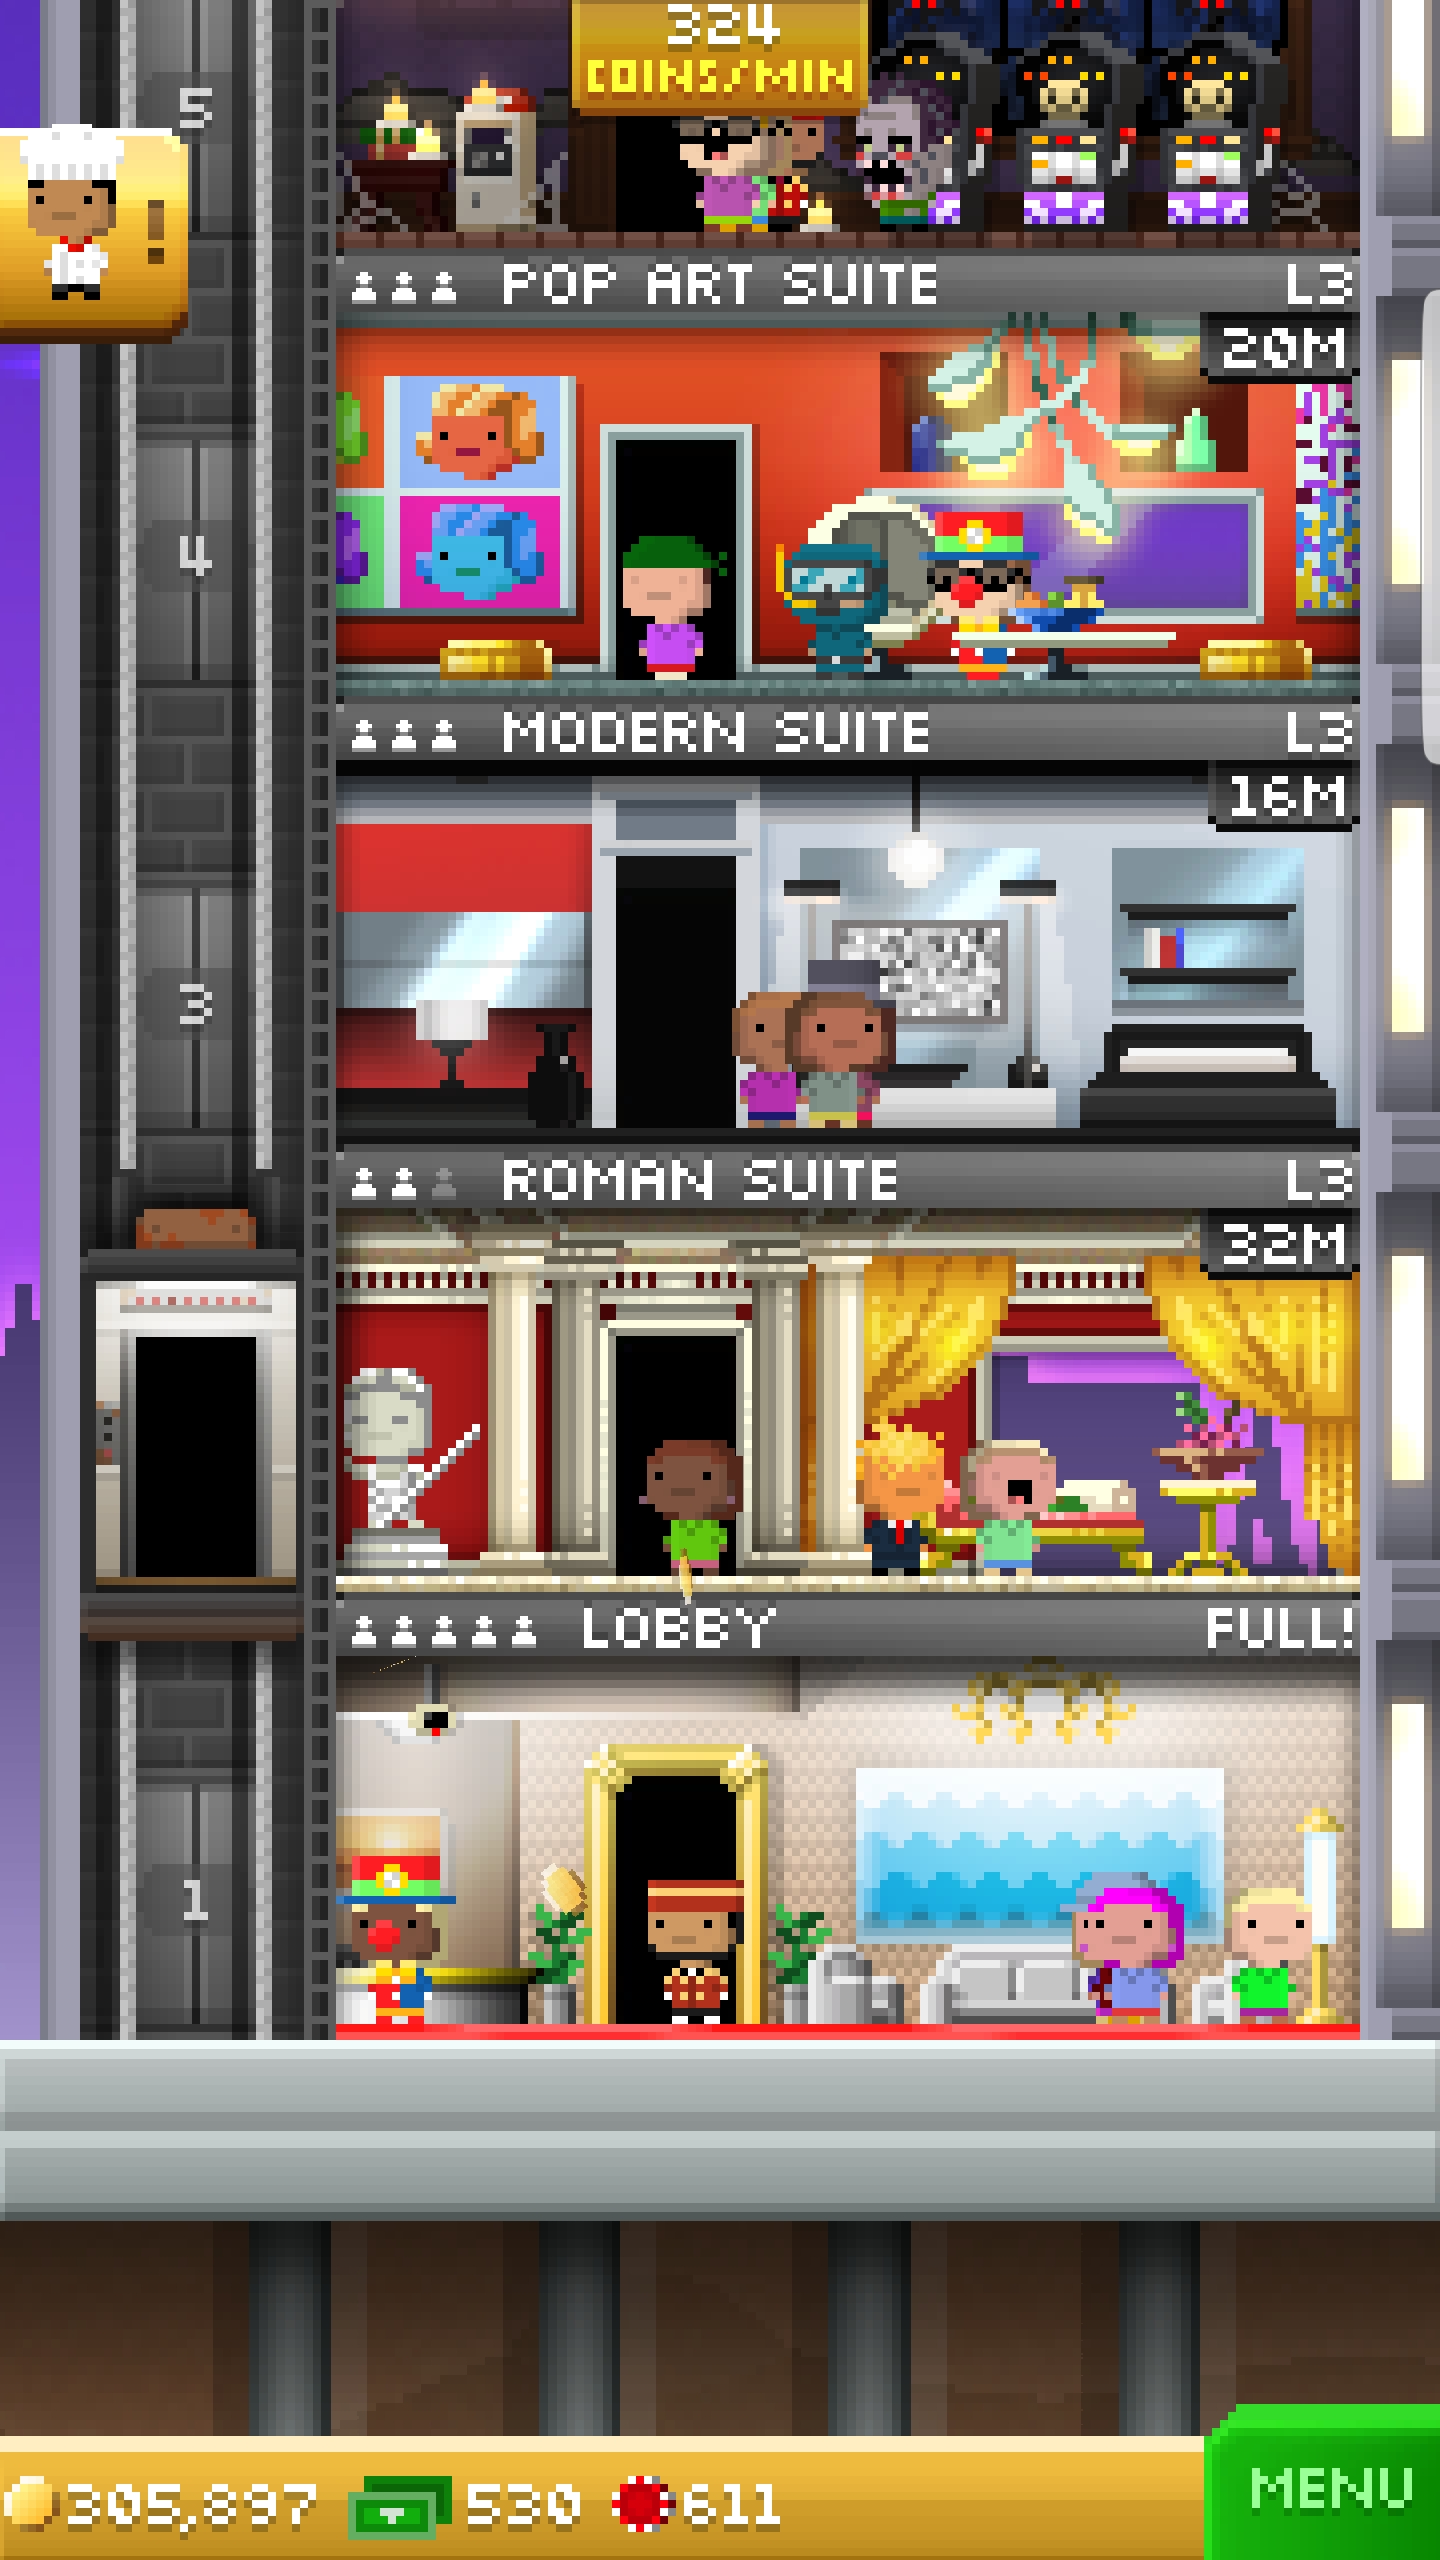 324
COINS/MIN
5
!
POP ART SUITE L3
20M
4
MODERN SUITE L3
16M
3
ROMAN SUITE L3
32M
LOBBY FULL!
1
305,897 530 611
MENU